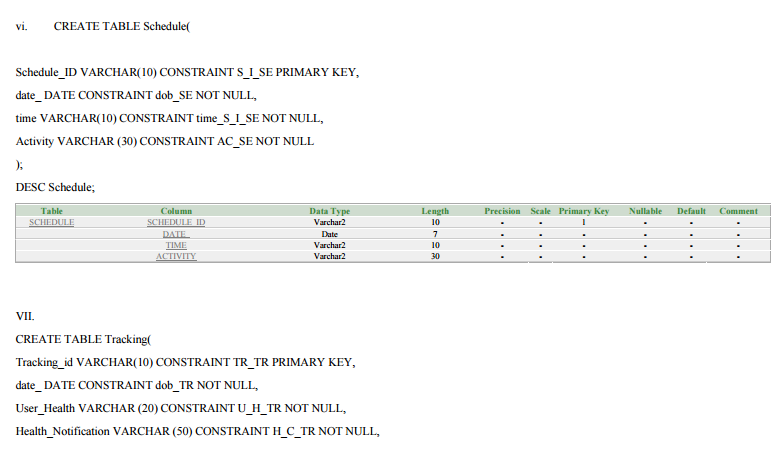 vi. CREATE TABLE Schedule(
Schedule_ID VARCHAR(10) CONSTRAINT S_I_SE PRIMARY KEY,
date_ DATE CONSTRAINT dob_SE NOT NULL,
time VARCHAR(10) CONSTRAINT time_S_I_SE NOT NULL,
Activity VARCHAR (30) CONSTRAINT AC_SE NOT NULL
);
DESC Schedule;
Table Column Data Type Length Precision Scale Primary Key Nullable Default Comment
SCHEDULE SCHEDULE_ID Varchar2 10 - - 1 - - -
DATE_ Date 7 - - - - - -
TIME Varchar2 10 - - - - - -
ACTIVITY Varchar2 30 - - - - - -
VII.
CREATE TABLE Tracking(
Tracking_id VARCHAR(10) CONSTRAINT TR_TR PRIMARY KEY,
date_ DATE CONSTRAINT dob_TR NOT NULL,
User_Health VARCHAR (20) CONSTRAINT U_H_TR NOT NULL,
Health_Notification VARCHAR (50) CONSTRAINT H_C_TR NOT NULL,